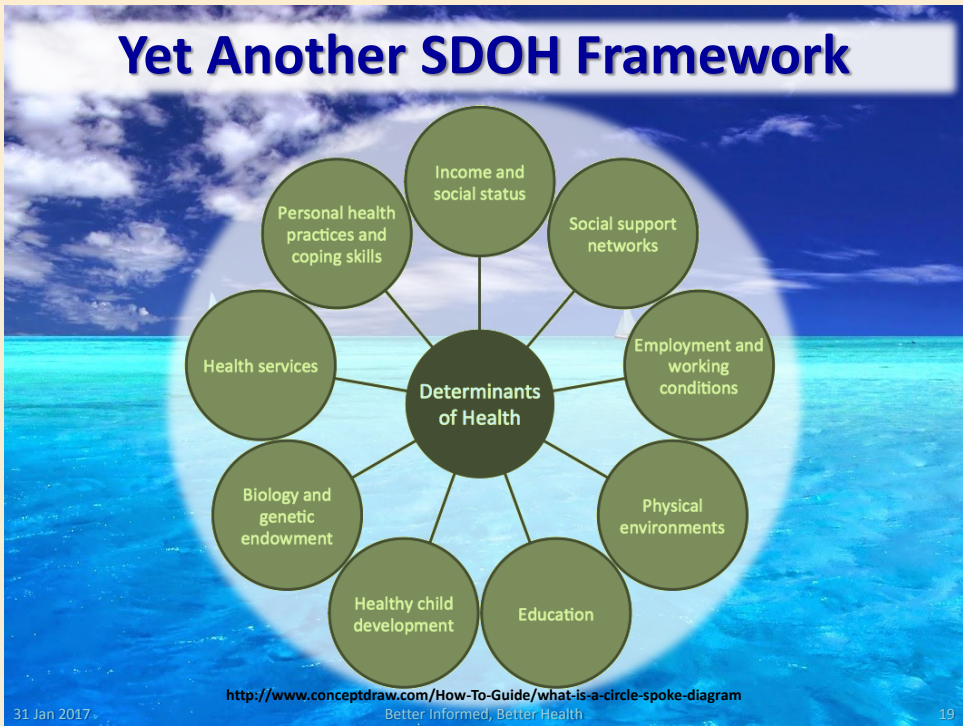 Yet Another SDOH Framework
Income and
social status
Social support
networks
Employment and
working
conditions
Physical
environments
Education
Healthy child
development
Biology and
genetic
endowment
Health services
Personal health
practices and
coping skills
Determinants
of Health
http://www.conceptdraw.com/How-To-Guide/what-is-a-circle-spoke-diagram
31 Jan 2017
Better Informed, Better Health
19